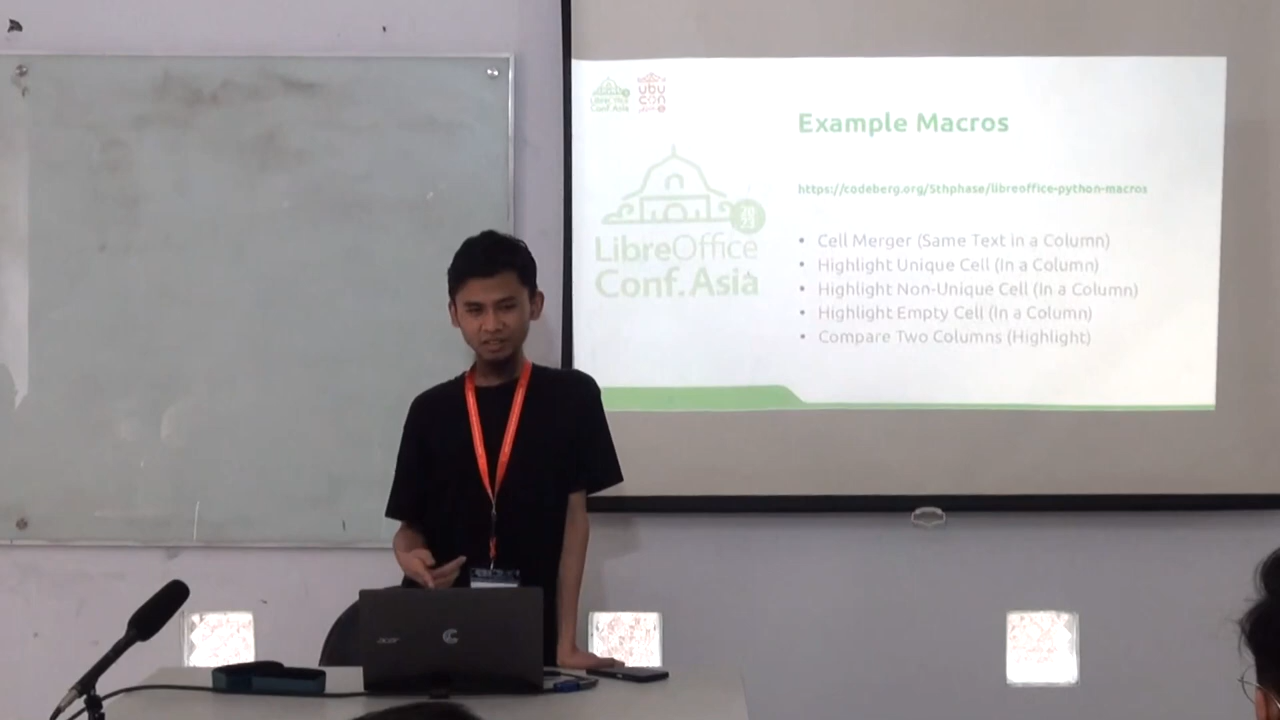 LibreOffice
Conf.Asia
ubu
con
Example Macros
https://codeberg.org/5thphase/libreoffice-python-macros
• Cell Merger (Same Text in a Column)
• Highlight Unique Cell (In a Column)
• Highlight Non-Unique Cell (In a Column)
• Highlight Empty Cell (In a Column)
• Compare Two Columns (Highlight)
20
23
LibreOffice
Conf.Asia
acer